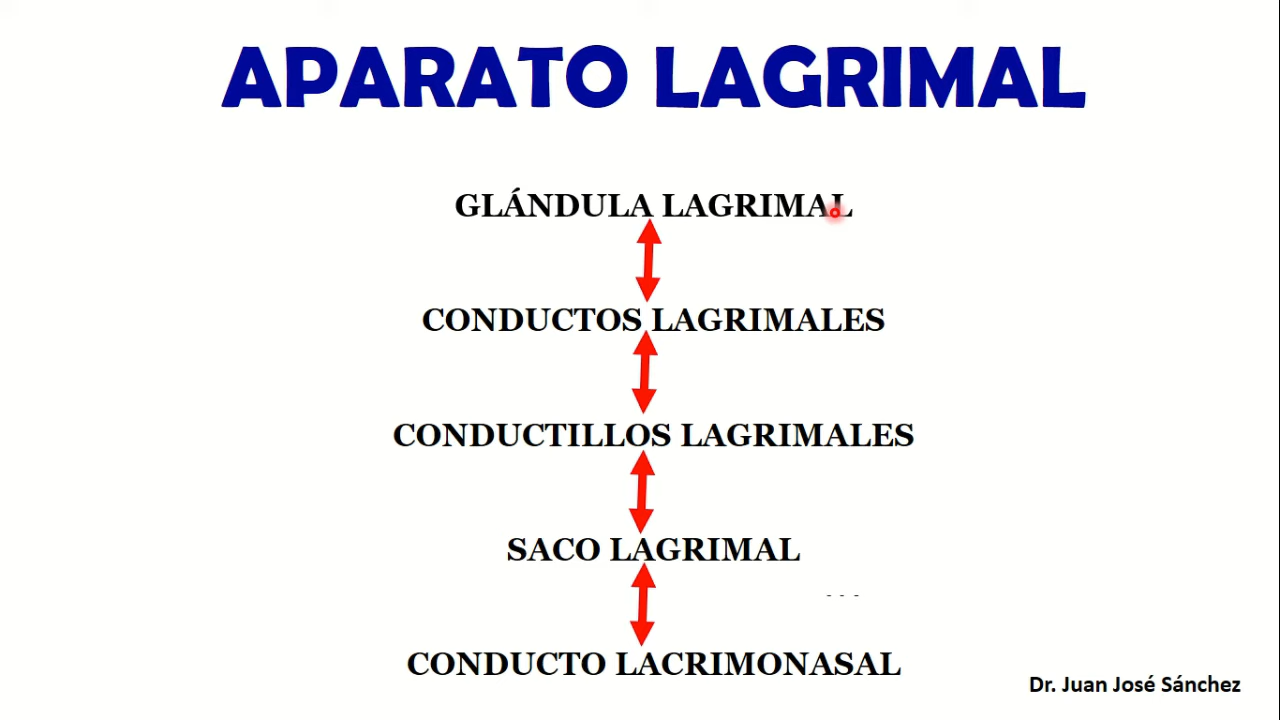 APARATO LAGRIMAL
GLÁNDULA LAGRIMAL
CONDUCTOS LAGRIMALES
CONDUCTILLOS LAGRIMALES
SACO LAGRIMAL
- - -
CONDUCTO LACRIMONASAL
Dr. Juan José Sánchez